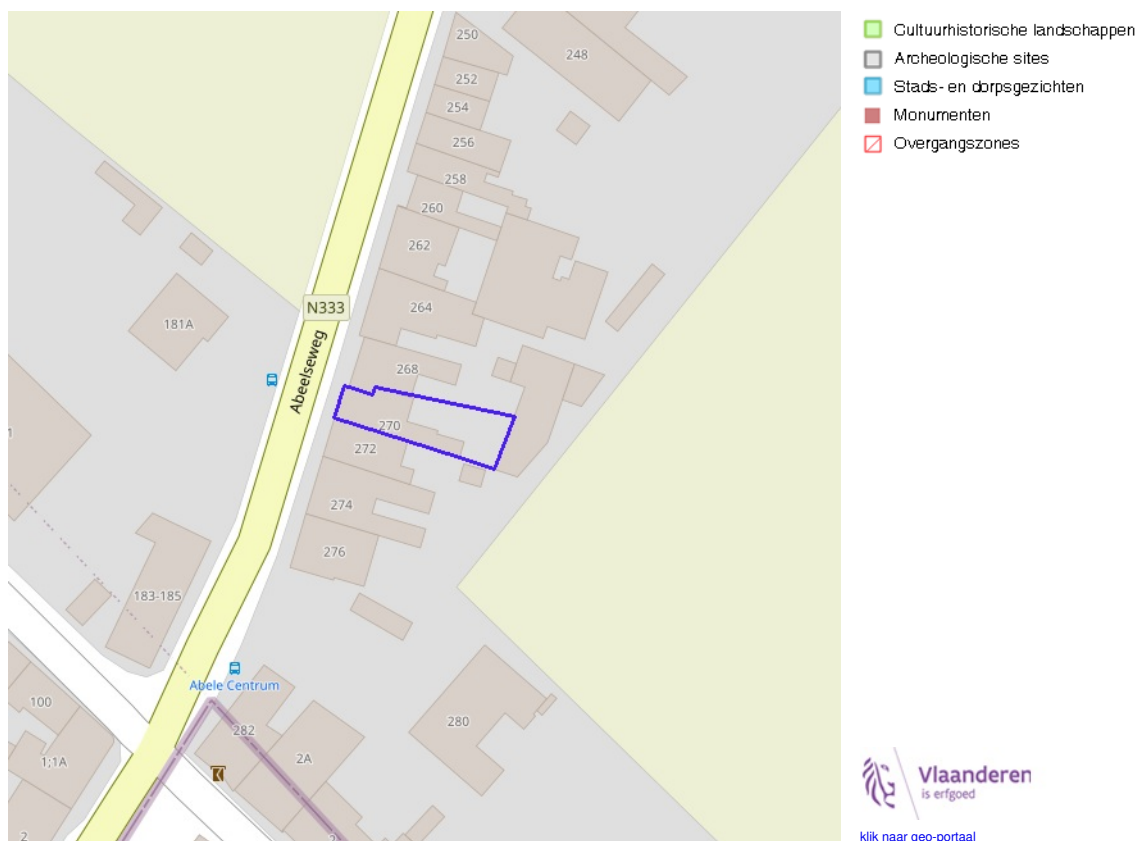 250
248
252
254
256
258
260
262
264
N333
181A
Abeelseweg
268
270
272
274
276
183-185
Abele Centrum
100
282
280
2A
1;1A
2
Cultuurhistorische landschappen
Archeologische sites
Stads- en dorpsgezichten
Monumenten
Overgangszones
Vlaanderen
is erfgoed
klik naar geo-portaal